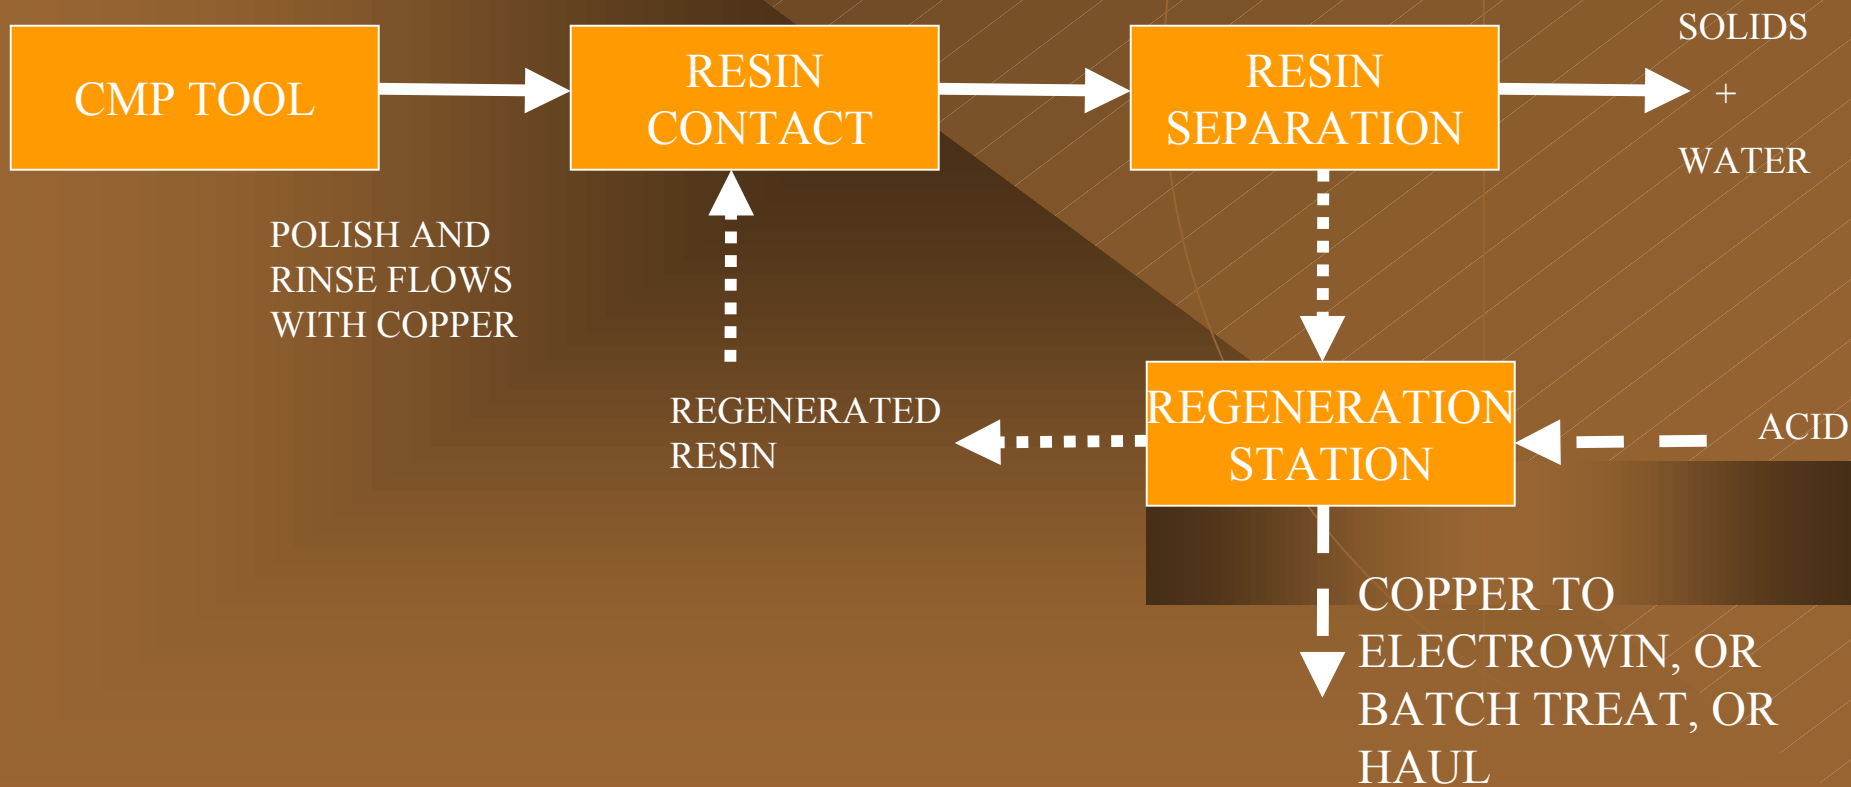 CMP TOOL
RESIN
CONTACT
RESIN
SEPARATION
SOLIDS
+
WATER
POLISH AND
RINSE FLOWS
WITH COPPER
REGENERATED
RESIN
REGENERATION
STATION
ACID
COPPER TO
ELECTROWIN, OR
BATCH TREAT, OR
HAUL